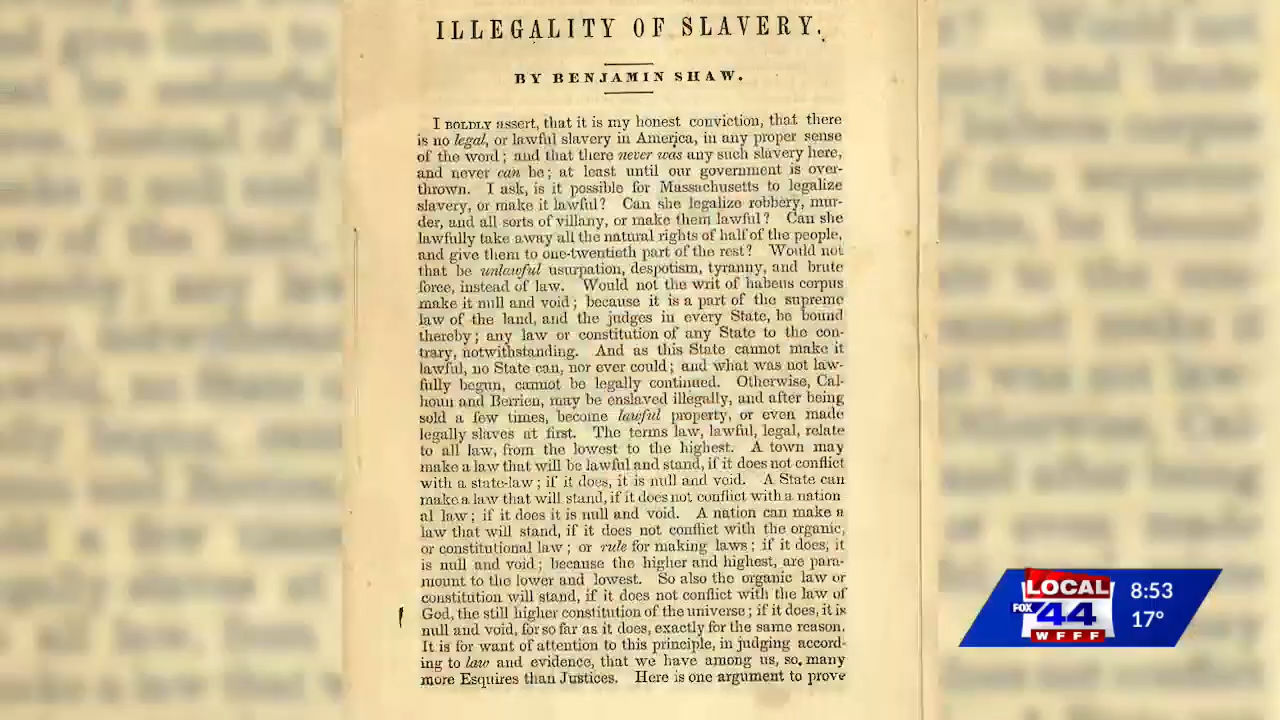 ILLEGALITY OF SLAVERY.
BY BENJAMIN SHAW.
I BOLDLY assert, that it is my honest conviction, that there
is no legal, or lawful slavery in America, in any proper sense
of the word; and that there never was any such slavery here,
and never can be; at least until our government is over-
thrown. I ask, is it possible for Massachusetts to legalize
slavery, or make it lawful? Can she legalize robbery, mur-
der, and all sorts of villany, or make them lawful? Can she
lawfully take away all the natural rights of half of the people,
and give them to one-twentieth part of the rest? Would not
that be unlawful usurpation, despotism, tyranny, and brute
force, instead of law. Would not the writ of habeus corpus
make it null and void; because it is a part of the supreme
law of the land, and the judges in every State, be bound
thereby; any law or constitution of any State to the con-
trary, notwithstanding. And as this State cannot make it
lawful, no State can, nor ever could; and what was not law-
fully begun, cannot be legally continued. Otherwise, Cal-
houn and Berrien, may be enslaved illegally, and after being
sold a few times, become lawful property, or even made
legally slaves at first. The terms law, lawful, legal, relate
to all law, from the lowest to the highest. A town may
make a law that will be lawful and stand, if it does not conflict
with a state-law; if it does, it is null and void. A State can
make a law that will stand, if it does not conflict with a nation
al law; if it does it is null and void. A nation can make a
law that will stand, if it does not conflict with the organic,
or constitutional law; or rule for making laws; if it does, it
is null and void; because the higher and highest, are para-
mount to the lower and lowest. So also the organic law or
constitution will stand, if it does not conflict with the law of
God, the still higher constitution of the universe; if it does, it is
null and void, for so far as it does, exactly for the same reason.
It is for want of attention to this principle, in judging accord-
ing to law and evidence, that we have among us, so many
more Esquires than Justices. Here is one argument to prove
LOCAL
FOX 44
WFFF
8:53
17°